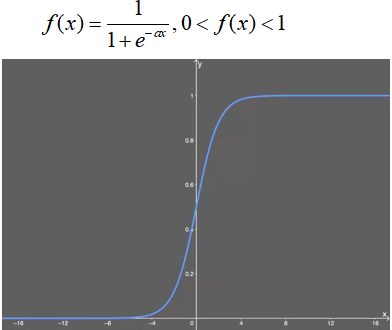 f(x) = 1 / (1 + e^{-ax}), 0 < f(x) < 1
y
1
0.8
0.6
0.4
0.2
-16 -12 -8 -4 0 4 8 12 16 x